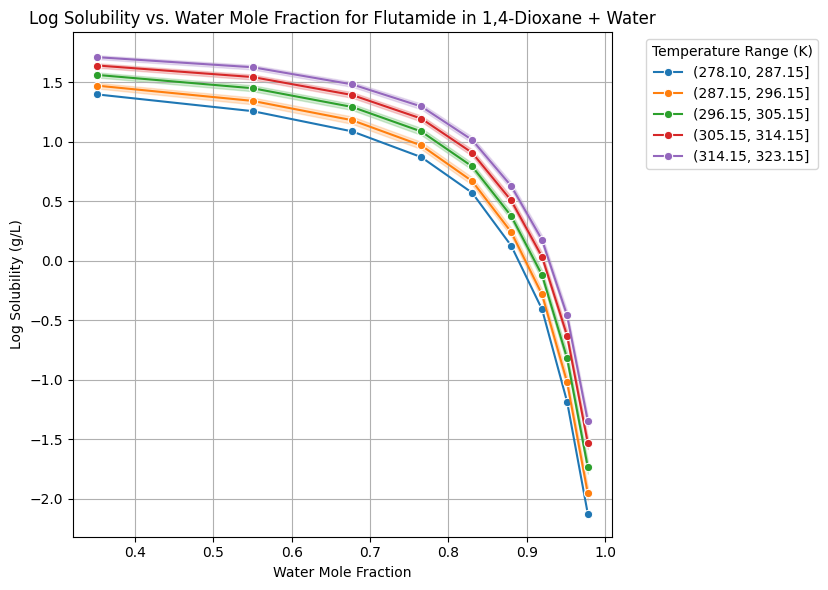 Log Solubility vs. Water Mole Fraction for Flutamide in 1,4-Dioxane + Water
Temperature Range (K)
(278.10, 287.15]
(287.15, 296.15]
(296.15, 305.15]
(305.15, 314.15]
(314.15, 323.15]
Log Solubility (g/L)
1.5
1.0
0.5
0.0
−0.5
−1.0
−1.5
−2.0
0.4 0.5 0.6 0.7 0.8 0.9 1.0
Water Mole Fraction